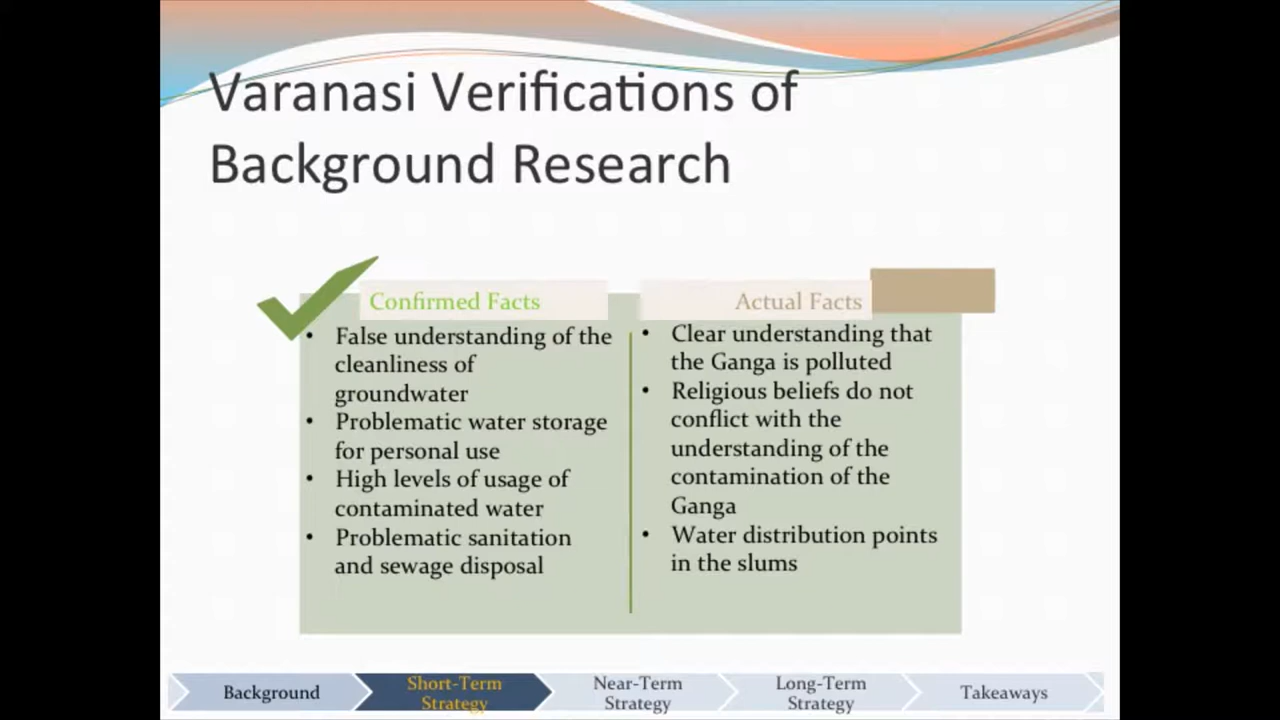 Varanasi Verifications of
Background Research
Confirmed Facts
• False understanding of the
cleanliness of
groundwater
• Problematic water storage
for personal use
• High levels of usage of
contaminated water
• Problematic sanitation
and sewage disposal
Actual Facts
• Clear understanding that
the Ganga is polluted
• Religious beliefs do not
conflict with the
understanding of the
contamination of the
Ganga
• Water distribution points
in the slums
Background
Short-Term
Strategy
Near-Term
Strategy
Long-Term
Strategy
Takeaways